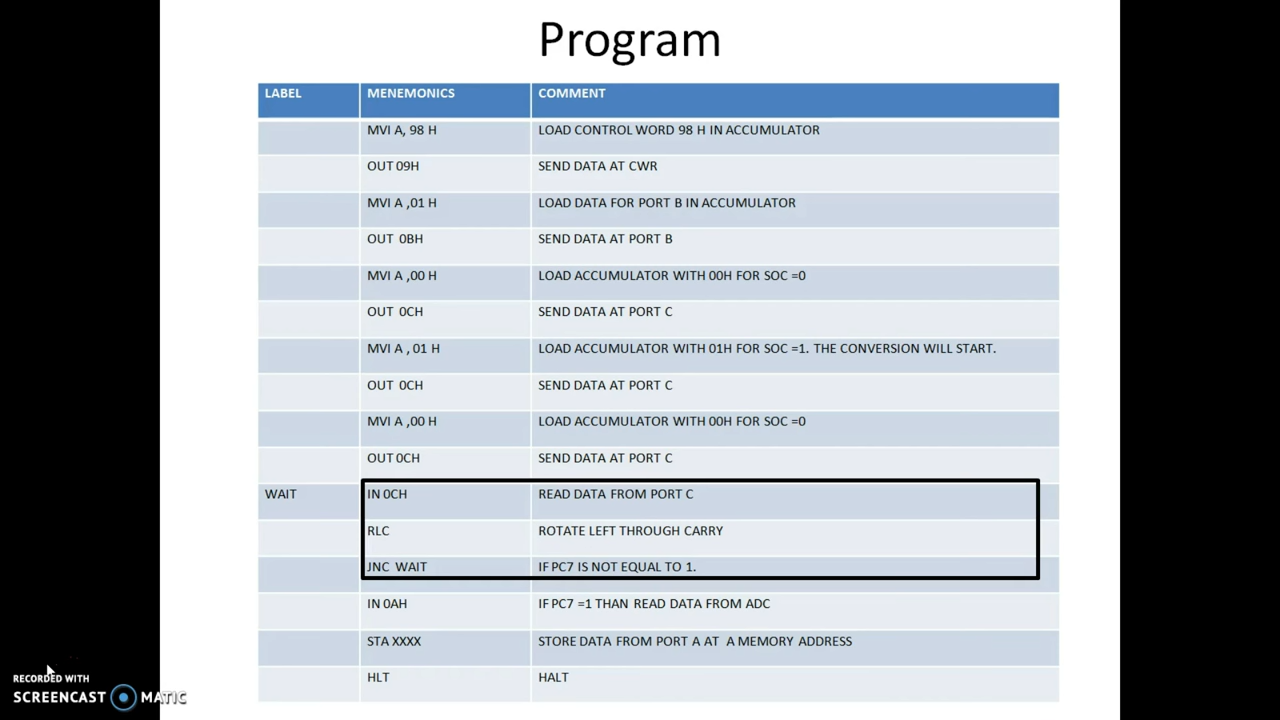 Program
LABEL MENEMONICS COMMENT
MVI A, 98 H LOAD CONTROL WORD 98 H IN ACCUMULATOR
OUT 09H SEND DATA AT CWR
MVI A ,01 H LOAD DATA FOR PORT B IN ACCUMULATOR
OUT 0BH SEND DATA AT PORT B
MVI A ,00 H LOAD ACCUMULATOR WITH 00H FOR SOC =0
OUT 0CH SEND DATA AT PORT C
MVI A , 01 H LOAD ACCUMULATOR WITH 01H FOR SOC =1. THE CONVERSION WILL START.
OUT 0CH SEND DATA AT PORT C
MVI A ,00 H LOAD ACCUMULATOR WITH 00H FOR SOC =0
OUT 0CH SEND DATA AT PORT C
WAIT IN 0CH READ DATA FROM PORT C
RLC ROTATE LEFT THROUGH CARRY
JNC WAIT IF PC7 IS NOT EQUAL TO 1.
IN 0AH IF PC7 =1 THAN READ DATA FROM ADC
STA XXXX STORE DATA FROM PORT A AT A MEMORY ADDRESS
HLT HALT
RECORDED WITH
SCREENCAST MATIC